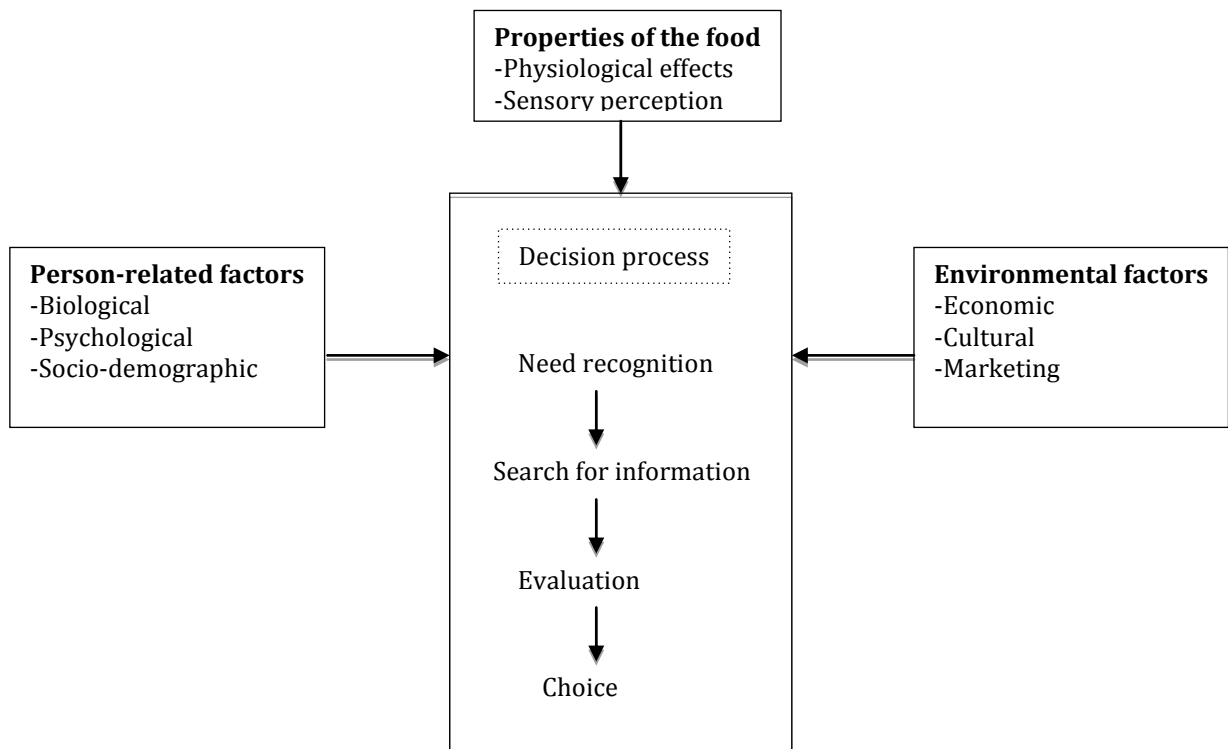 Properties of the food
-Physiological effects
-Sensory perception
Person-related factors
-Biological
-Psychological
-Socio-demographic
Decision process
Need recognition
Search for information
Evaluation
Choice
Environmental factors
-Economic
-Cultural
-Marketing